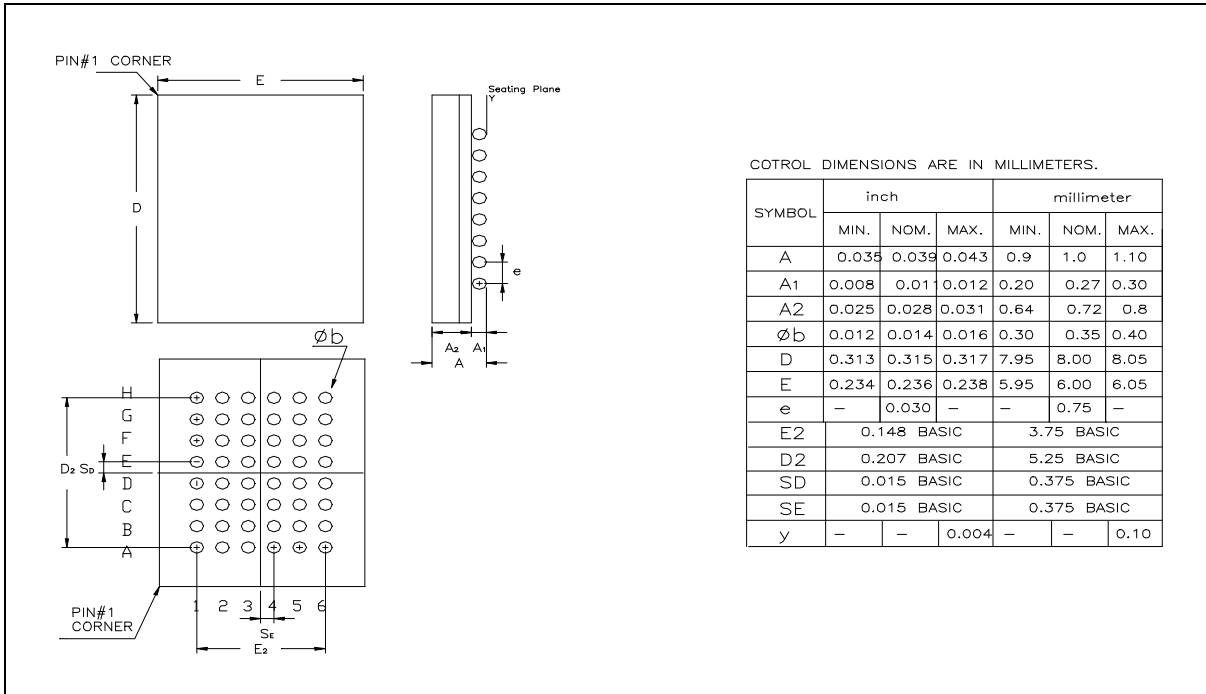 PIN#1 CORNER
E
Seating Plane
Y
D
e
A2 A1
A
Øb
H
G
F
E
D
C
B
A
D2 SD
1 2 3 4 5 6
PIN#1
CORNER
SE
E2
COTROL DIMENSIONS ARE IN MILLIMETERS.
SYMBOL inch millimeter
MIN. NOM. MAX. MIN. NOM. MAX.
A 0.035 0.039 0.043 0.9 1.0 1.10
A1 0.008 0.011 0.012 0.20 0.27 0.30
A2 0.025 0.028 0.031 0.64 0.72 0.8
Øb 0.012 0.014 0.016 0.30 0.35 0.40
D 0.313 0.315 0.317 7.95 8.00 8.05
E 0.234 0.236 0.238 5.95 6.00 6.05
e – 0.030 – – 0.75 –
E2 0.148 BASIC 3.75 BASIC
D2 0.207 BASIC 5.25 BASIC
SD 0.015 BASIC 0.375 BASIC
SE 0.015 BASIC 0.375 BASIC
y – – 0.004 – – 0.10